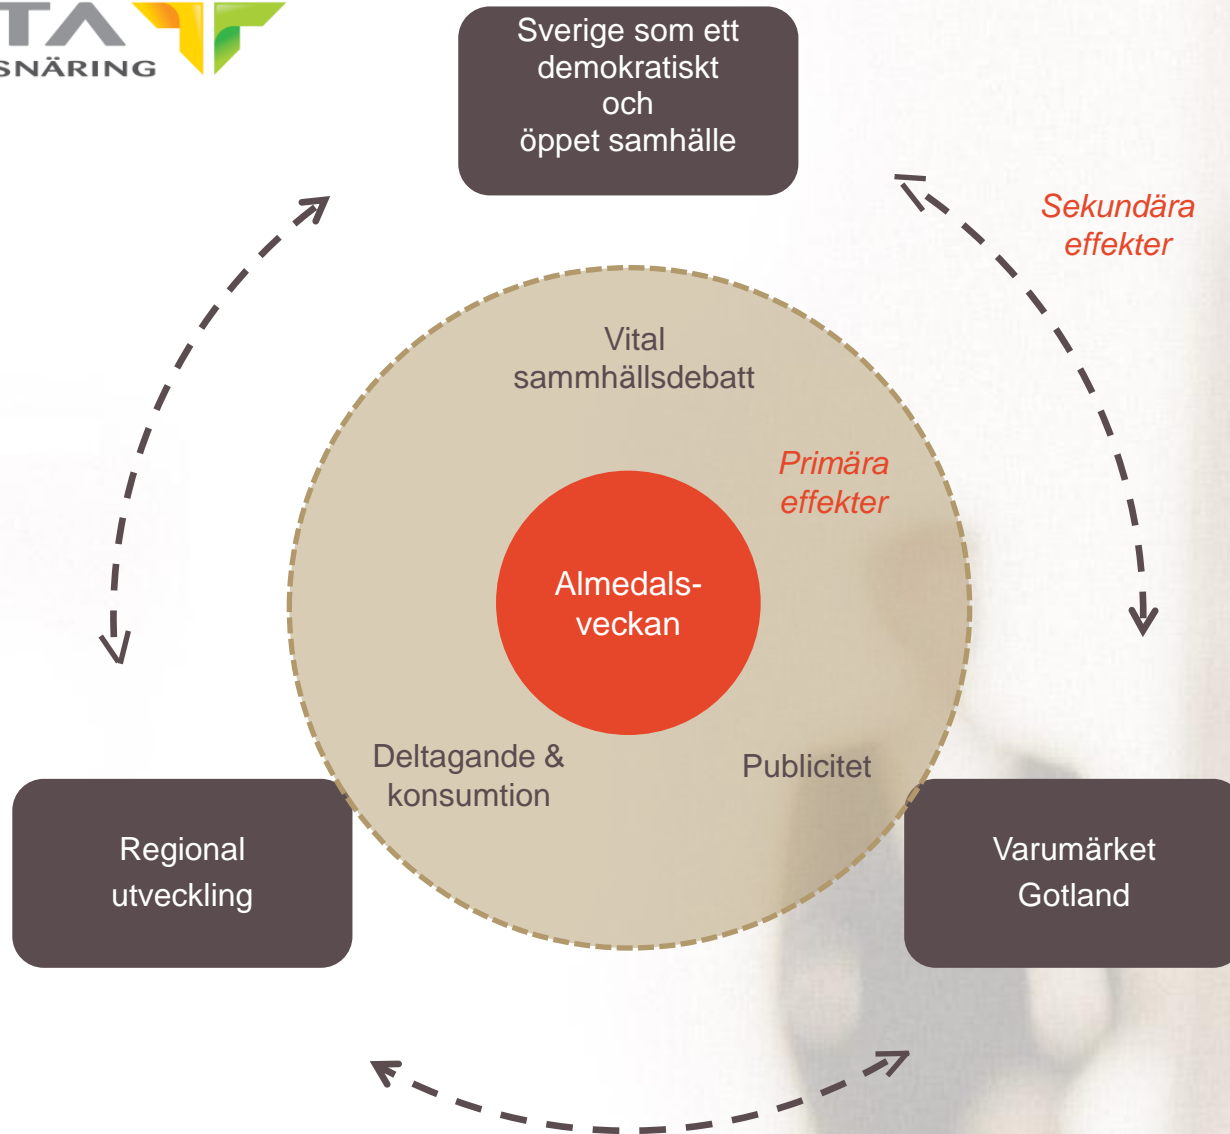 TA
SNÄRING
Sverige som ett
demokratiskt
och
öppet samhälle
Sekundära
effekter
Vital
sammhällsdebatt
Primära
effekter
Almedals-
veckan
Deltagande &
konsumtion
Publicitet
Regional
utveckling
Varumärket
Gotland